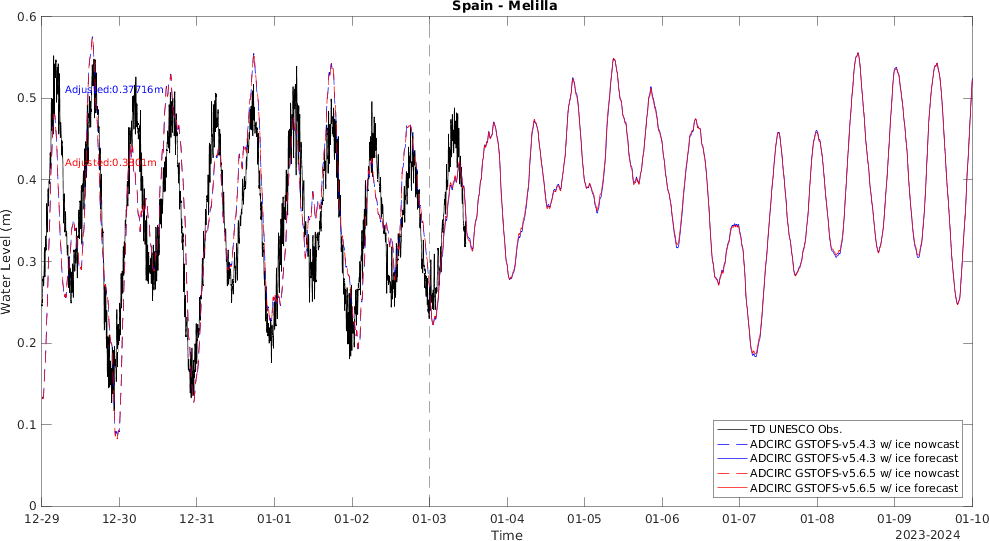 Spain - Melilla
0.6
0.5
0.4
0.3
0.2
0.1
0
Water Level (m)
Adjusted:0.37716m
Adjusted:0.3301m
TD UNESCO Obs.
ADCIRC GSTOFS-v5.4.3 w/ ice nowcast
ADCIRC GSTOFS-v5.4.3 w/ ice forecast
ADCIRC GSTOFS-v5.6.5 w/ ice nowcast
ADCIRC GSTOFS-v5.6.5 w/ ice forecast
12-29 12-30 12-31 01-01 01-02 01-03 01-04 01-05 01-06 01-07 01-08 01-09 01-10
Time
2023-2024